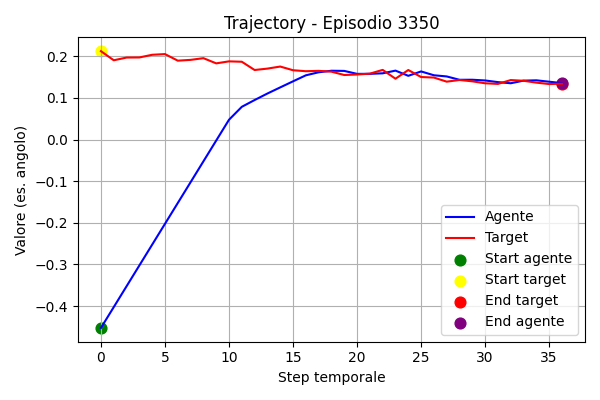 Trajectory - Episodio 3350
Valore (es. angolo)
0.2
0.1
0.0
−0.1
−0.2
−0.3
−0.4
Agente
Target
Start agente
Start target
End target
End agente
0 5 10 15 20 25 30 35
Step temporale